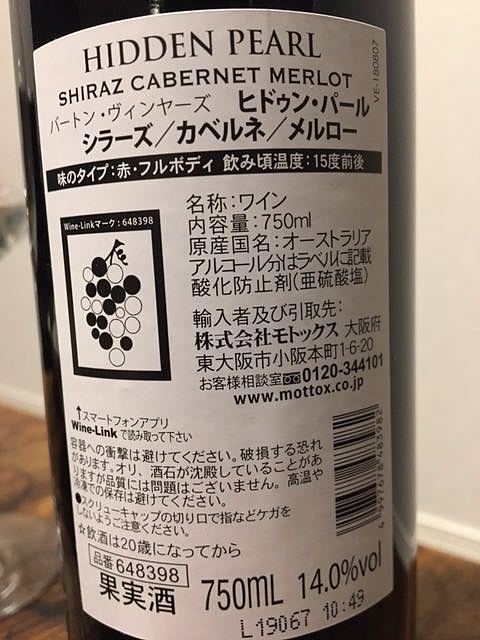 HIDDEN PEARL
SHIRAZ CABERNET MERLOT
VE-180807
バートン・ヴィンヤーズ ヒドゥン・パール
シラーズ／カベルネ／メルロー
味のタイプ：赤・フルボディ 飲み頃温度：15度前後
Wine-Linkマーク：648398
名称：ワイン
内容量：750ml
原産国名：オーストラリア
アルコール分はラベルに記載
酸化防止剤(亜硫酸塩)
輸入者及び引取先：
株式会社モトックス 大阪府
東大阪市小阪本町1-6-20
お客様相談室☎0120-344101
www.mottox.co.jp
↑スマートフォンアプリ
Wine-Linkで読み取って下さい
容器への衝撃は避けてください。破損する恐れ
があります。オリ、酒石が沈殿していることがあ
りますが品質には問題はございません。高温や
冷凍での保存は避けてください。
●スクリューキャップの切り口で指などケガを
しないようご注意ください。
☆飲酒は20歳になってから
品番 648398
果実酒 750mL 14.0%vol
4 997678 483982
L19067 10:49